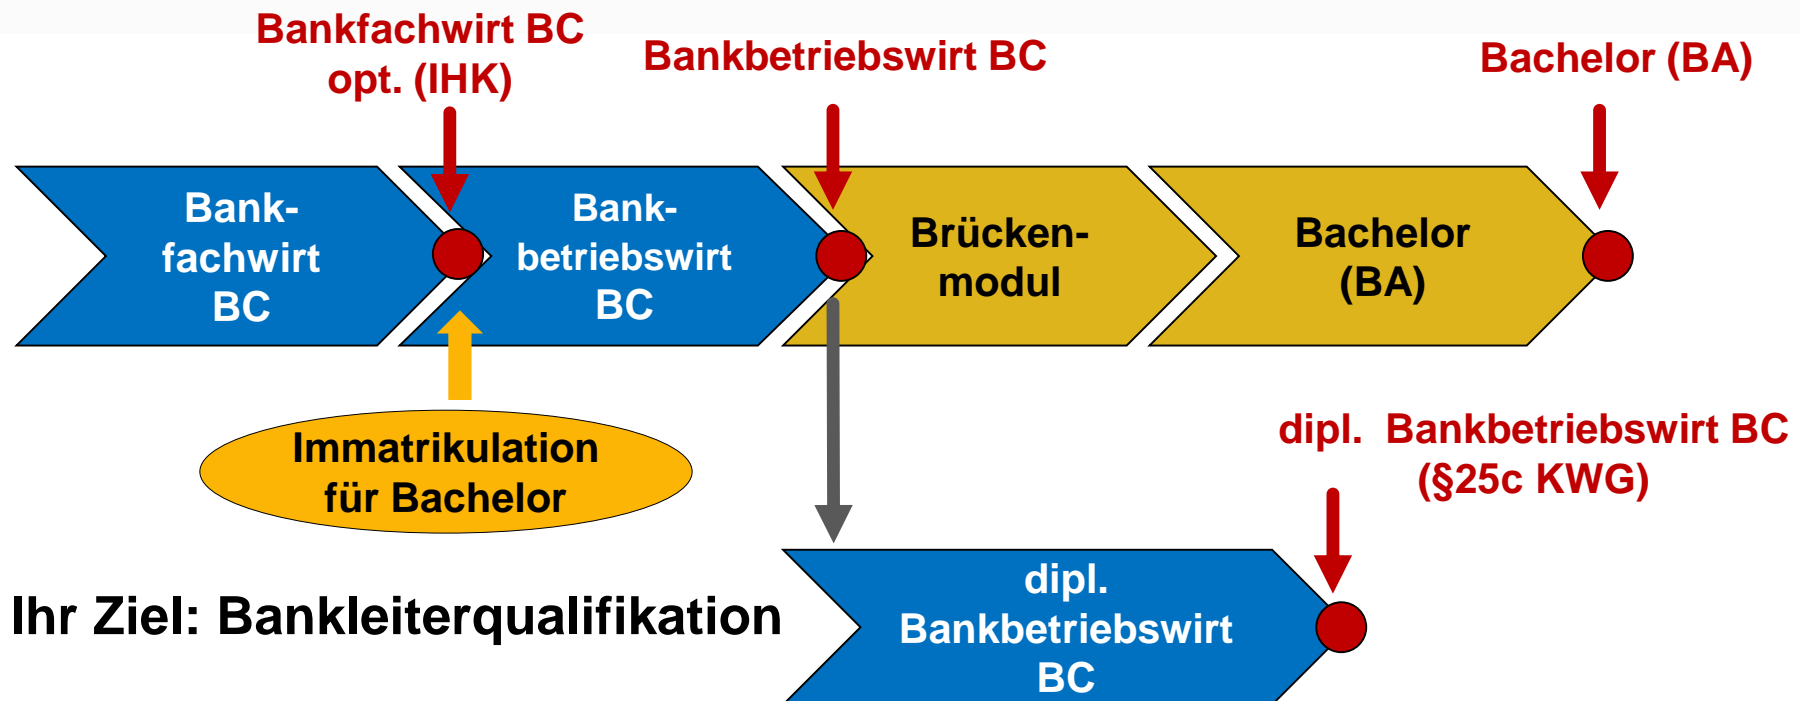 Bankfachwirt BC
opt. (IHK)
Bankbetriebswirt BC
Bachelor (BA)
Bank-
fachwirt
BC
Bank-
betriebswirt
BC
Brücken-
modul
Bachelor
(BA)
Immatrikulation
für Bachelor
dipl. Bankbetriebswirt BC
(§25c KWG)
Ihr Ziel: Bankleiterqualifikation
dipl.
Bankbetriebswirt
BC